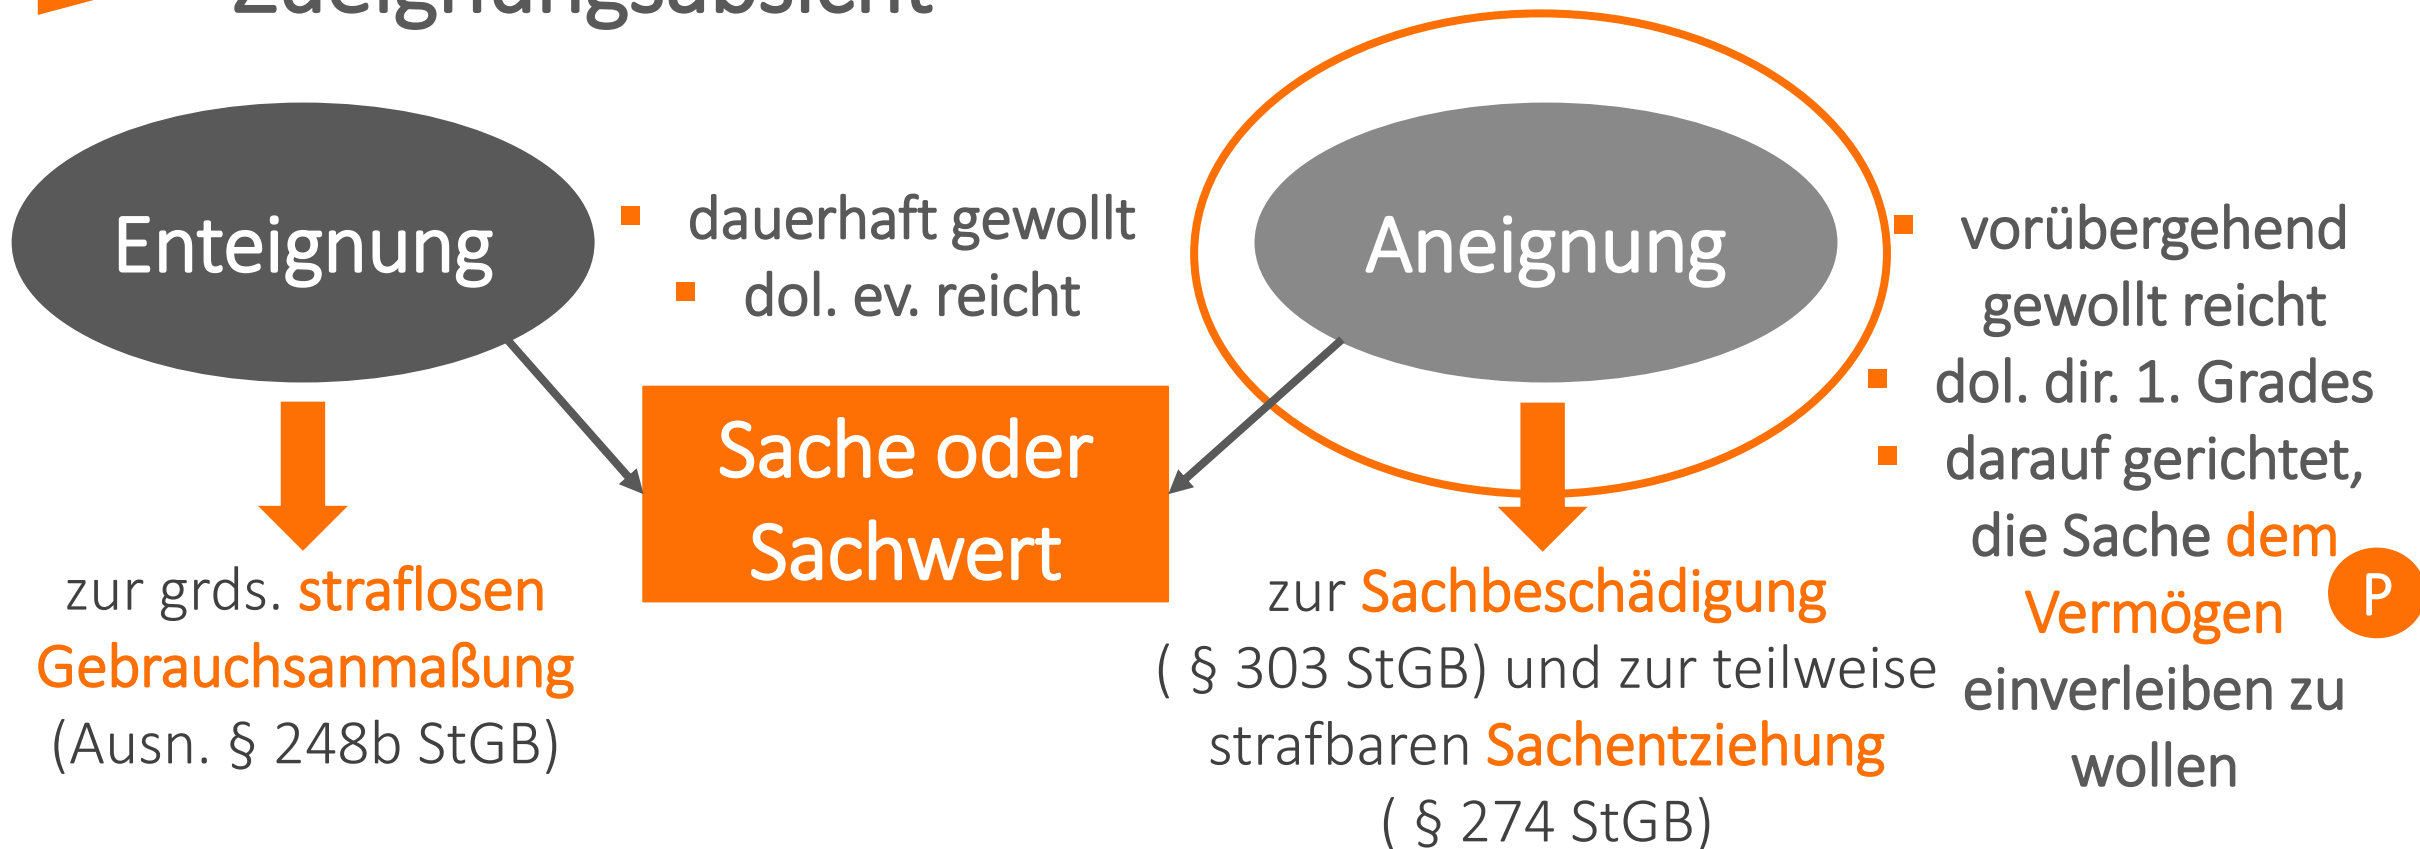 Zueignungsabsicht
Enteignung
dauerhaft gewollt
dol. ev. reicht
Aneignung
vorübergehend
gewollt reicht
dol. dir. 1. Grades
darauf gerichtet,
die Sache dem
Vermögen
einverleiben zu
wollen
P
Sache oder
Sachwert
zur grds. straflosen
Gebrauchsanmaßung
(Ausn. § 248b StGB)
zur Sachbeschädigung
( § 303 StGB) und zur teilweise
strafbaren Sachentziehung
( § 274 StGB)